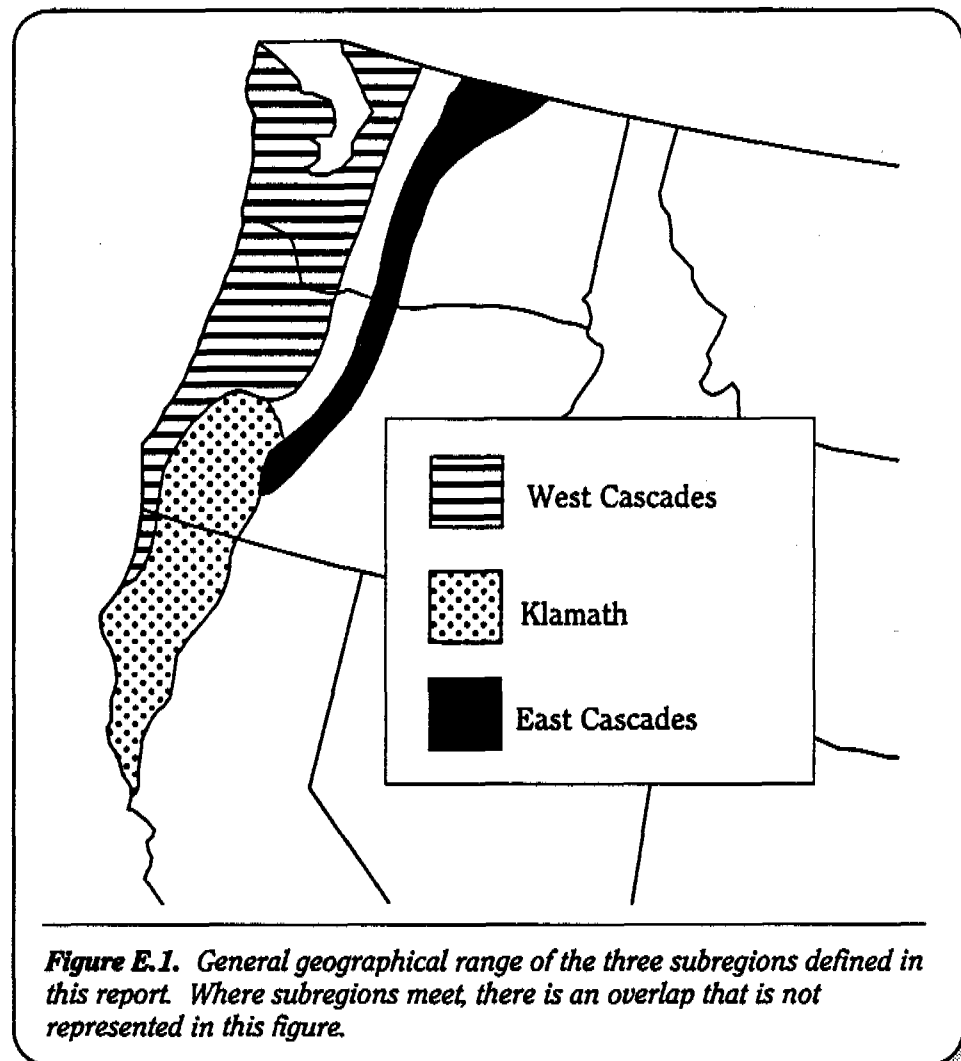 West Cascades
Klamath
East Cascades
Figure E.1. General geographical range of the three subregions defined in
this report. Where subregions meet, there is an overlap that is not
represented in this figure.